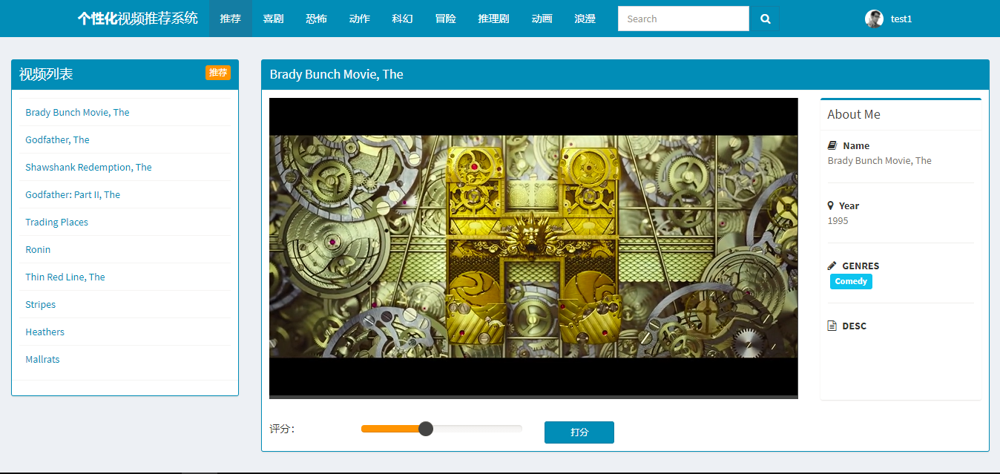 个性化视频推荐系统 推荐 喜剧 恐怖 动作 科幻 冒险 推理剧 动画 浪漫 Search test1
视频列表 推荐
Brady Bunch Movie, The
Godfather, The
Shawshank Redemption, The
Godfather: Part II, The
Trading Places
Ronin
Thin Red Line, The
Stripes
Heathers
Mallrats
Brady Bunch Movie, The
About Me
Name
Brady Bunch Movie, The
Year
1995
GENRES
Comedy
DESC
评分: 打分